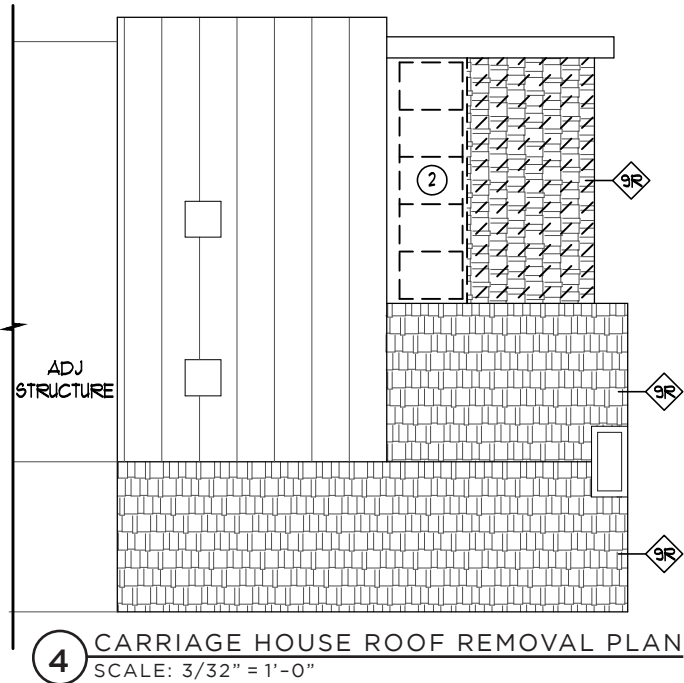 2
9R
ADJ
STRUCTURE
9R
9R
4
CARRIAGE HOUSE ROOF REMOVAL PLAN
SCALE: 3/32" = 1'-0"